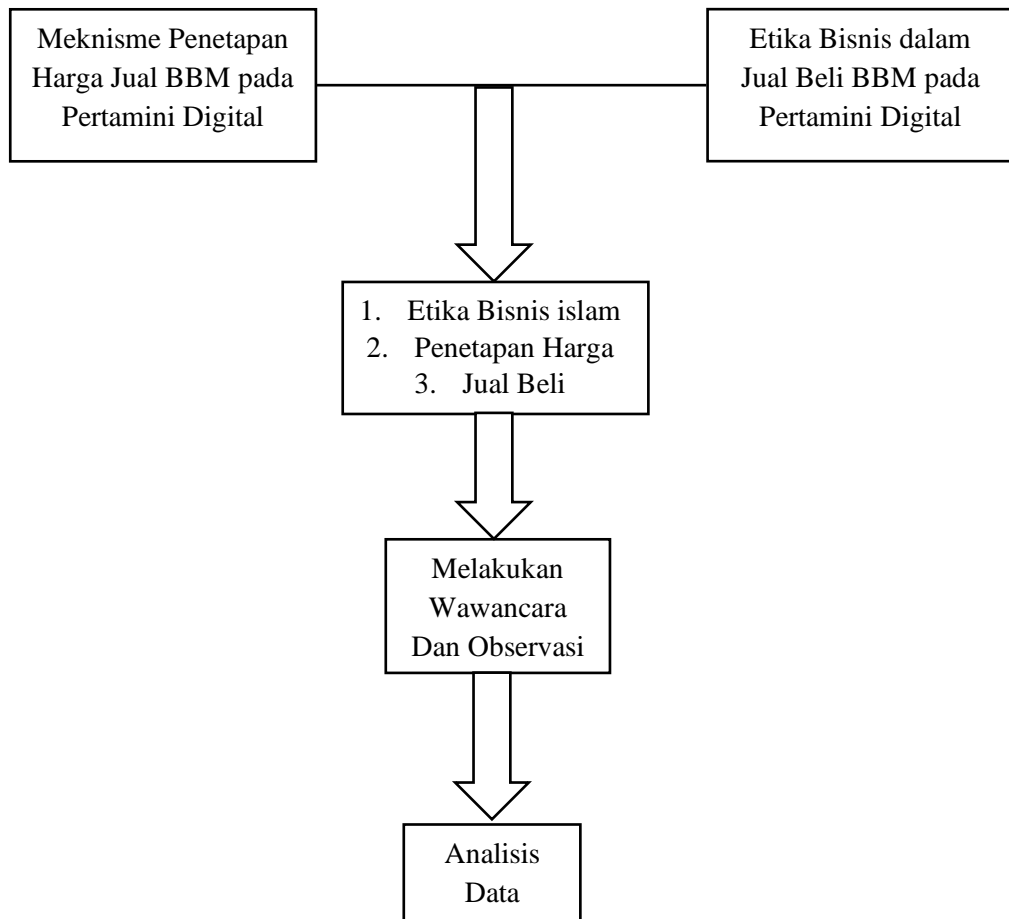 Meknisme Penetapan
Harga Jual BBM pada
Pertamini Digital
Etika Bisnis dalam
Jual Beli BBM pada
Pertamini Digital
1. Etika Bisnis islam
2. Penetapan Harga
3. Jual Beli
Melakukan
Wawancara
Dan Observasi
Analisis
Data